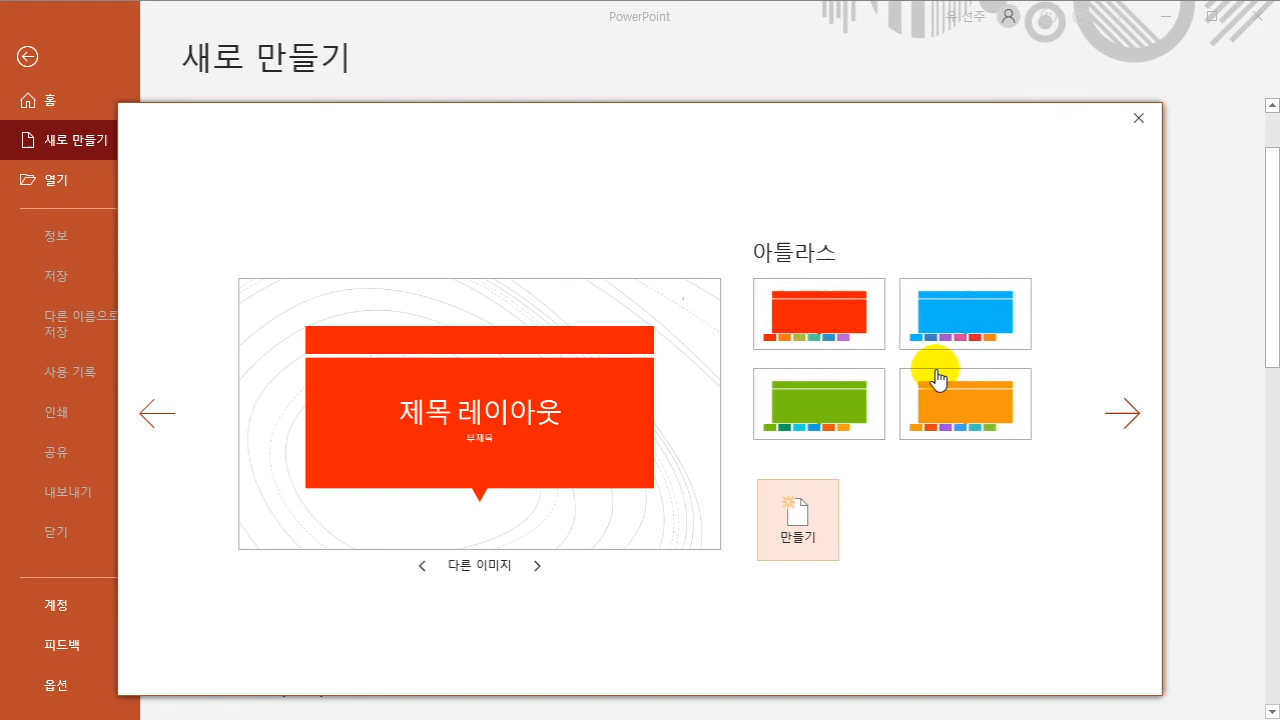 PowerPoint
유 선주
새로 만들기
홈
새로 만들기
열기
정보
저장
다른 이름으로
저장
사용 기록
인쇄
공유
내보내기
닫기
계정
피드백
옵션
아틀라스
제목 레이아웃
부제목
다른 이미지
만들기